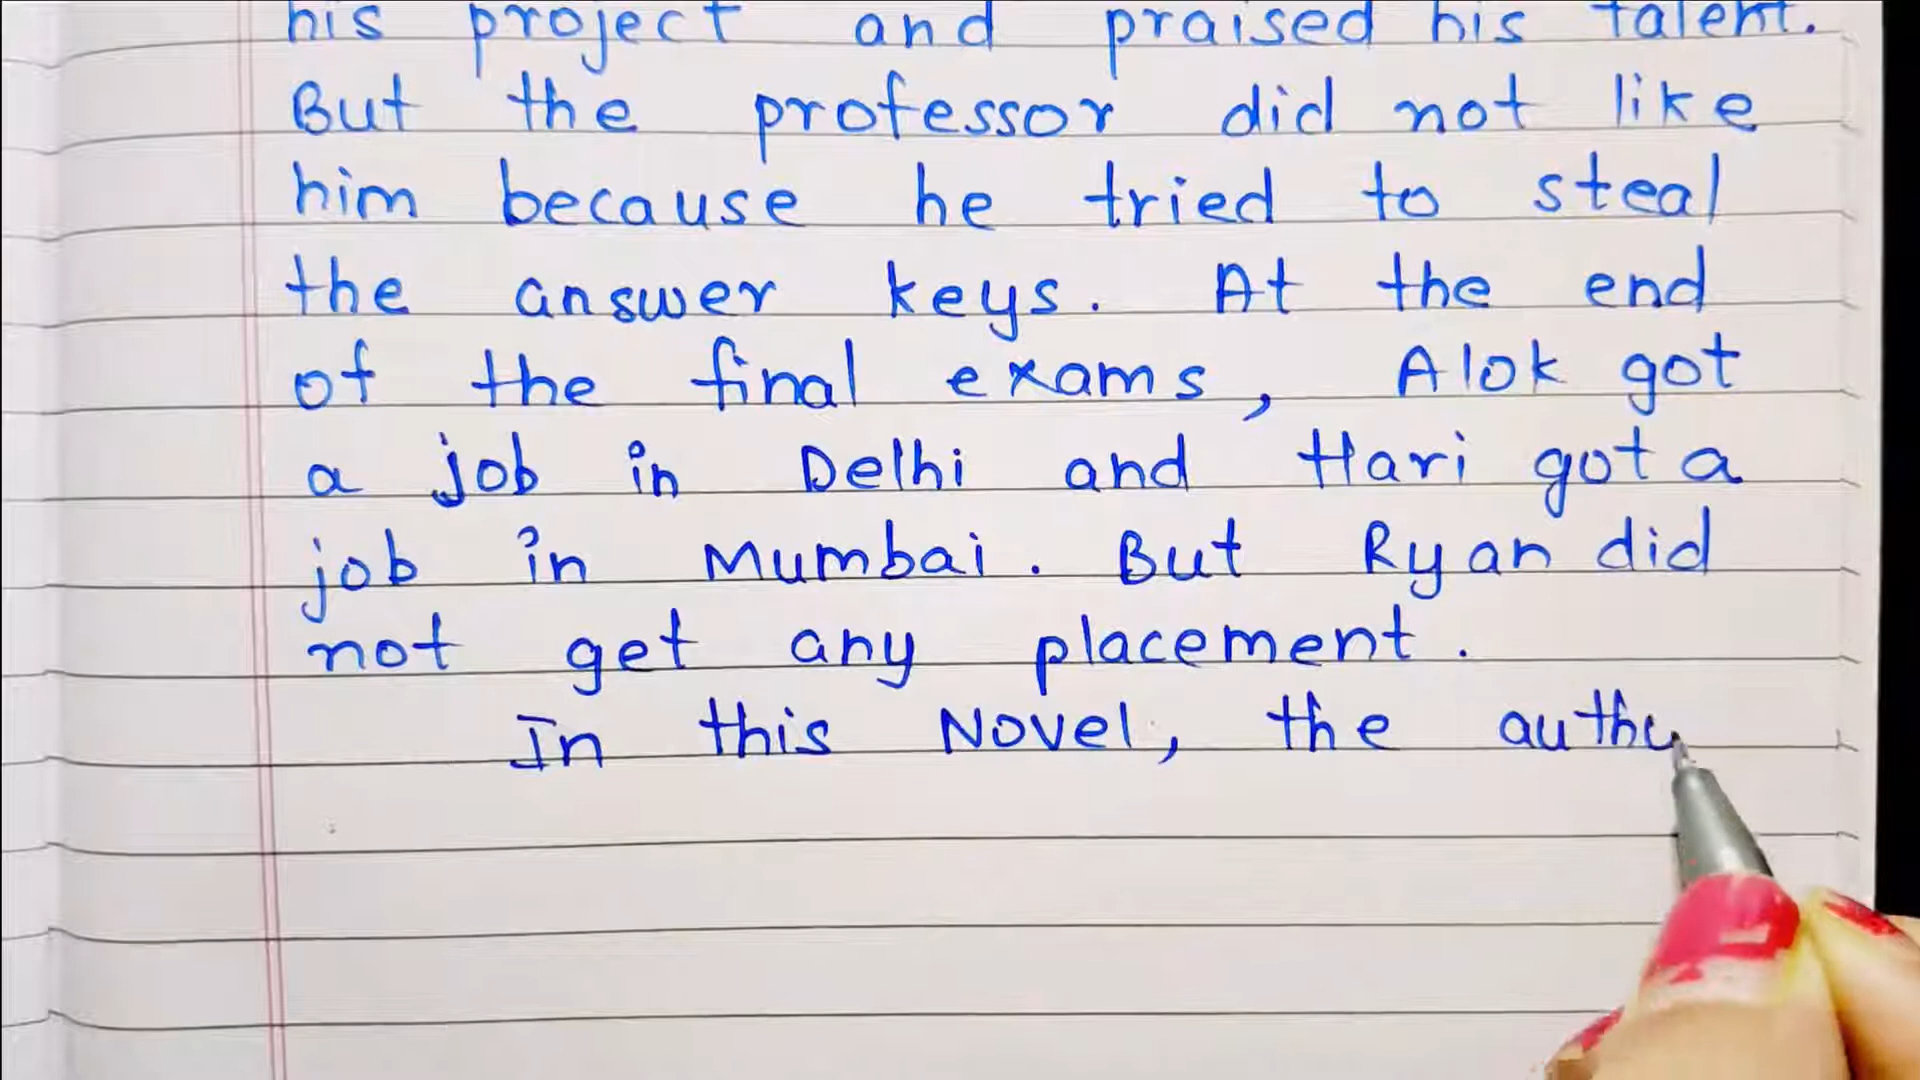 his project and praised his talent.
But the professor did not like
him because he tried to steal
the answer keys. At the end
of the final exams, Alok got
a job in Delhi and Hari got a
job in Mumbai. But Ryan did
not get any placement.
In this Novel, the